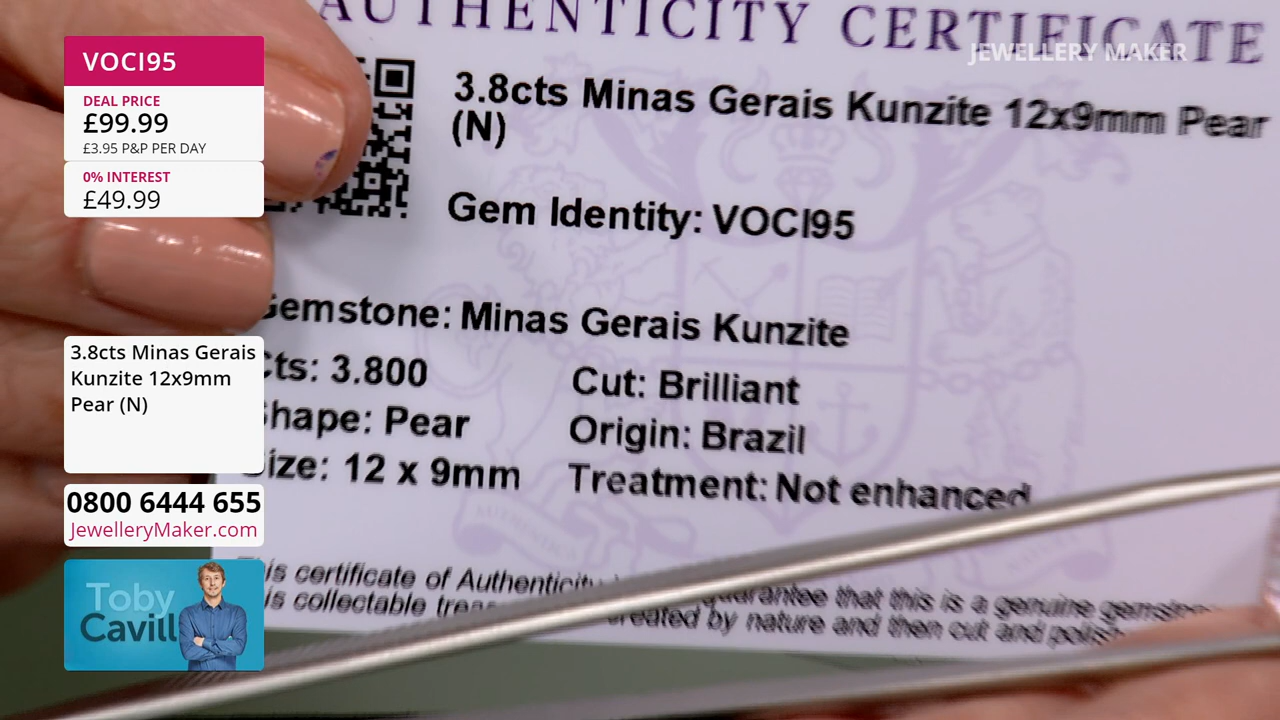 VOCI95
DEAL PRICE
£99.99
£3.95 P&P PER DAY
0% INTEREST
£49.99
3.8cts Minas Gerais
Kunzite 12x9mm
Pear (N)
0800 6444 655
JewelleryMaker.com
Toby
Cavill
JEWELLERY MAKER
AUTHENTICITY CERTIFICATE
3.8cts Minas Gerais Kunzite 12x9mm Pear
(N)
Gem Identity: VOCI95
Gemstone: Minas Gerais Kunzite
Cts: 3.800
Cut: Brilliant
Shape: Pear
Origin: Brazil
Size: 12 x 9mm
Treatment: Not enhanced
This certificate of Authenticity guarantee that this is a genuine
is collectable created by nature and then cut and